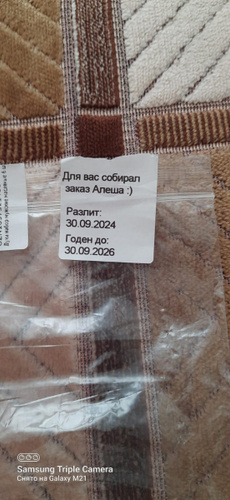 Для вас собирал
заказ Алеша :)
Разлит:
30.09.2024
Годен до:
30.09.2026
Samsung Triple Camera
Снято на Galaxy M21